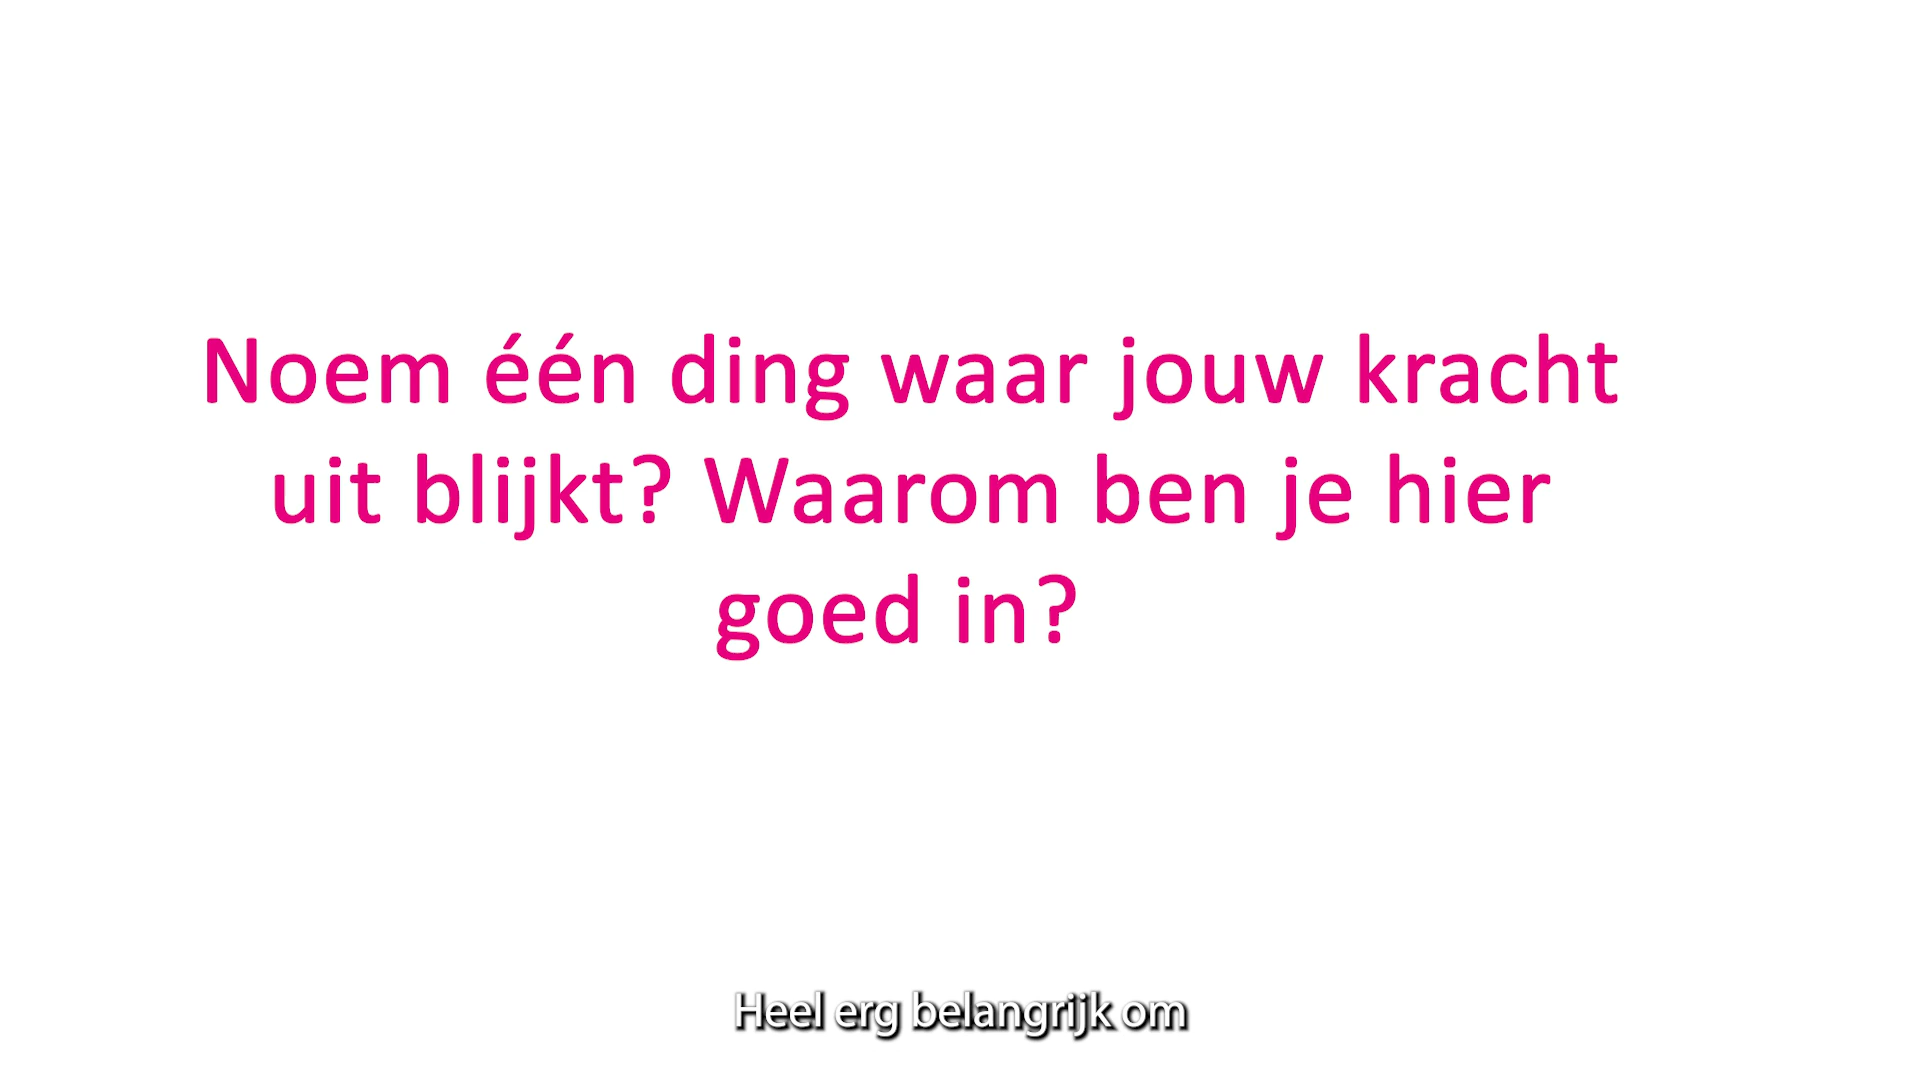 Noem één ding waar jouw kracht
uit blijkt? Waarom ben je hier
goed in?
Heel erg belangrijk om